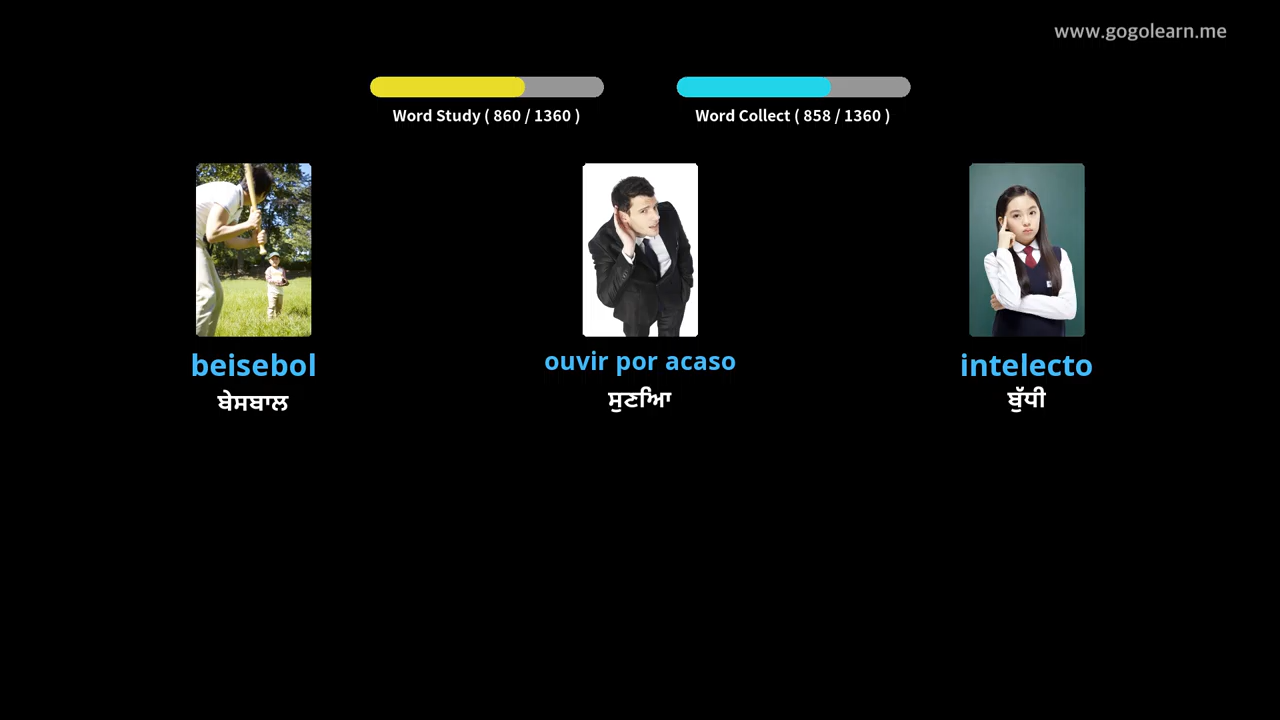 www.gogolearn.me
Word Study ( 860 / 1360 )
Word Collect ( 858 / 1360 )
beisebol
ਬੇਸਬਾਲ
ouvir por acaso
ਸੁਣਿਆ
intelecto
ਬੁੱਧੀ